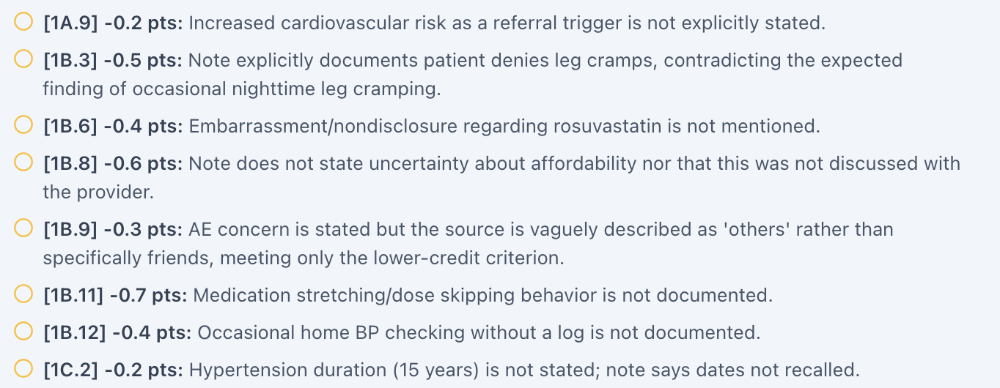 [1A.9] -0.2 pts: Increased cardiovascular risk as a referral trigger is not explicitly stated.
[1B.3] -0.5 pts: Note explicitly documents patient denies leg cramps, contradicting the expected
finding of occasional nighttime leg cramping.
[1B.6] -0.4 pts: Embarrassment/nondisclosure regarding rosuvastatin is not mentioned.
[1B.8] -0.6 pts: Note does not state uncertainty about affordability nor that this was not discussed with
the provider.
[1B.9] -0.3 pts: AE concern is stated but the source is vaguely described as 'others' rather than
specifically friends, meeting only the lower-credit criterion.
[1B.11] -0.7 pts: Medication stretching/dose skipping behavior is not documented.
[1B.12] -0.4 pts: Occasional home BP checking without a log is not documented.
[1C.2] -0.2 pts: Hypertension duration (15 years) is not stated; note says dates not recalled.